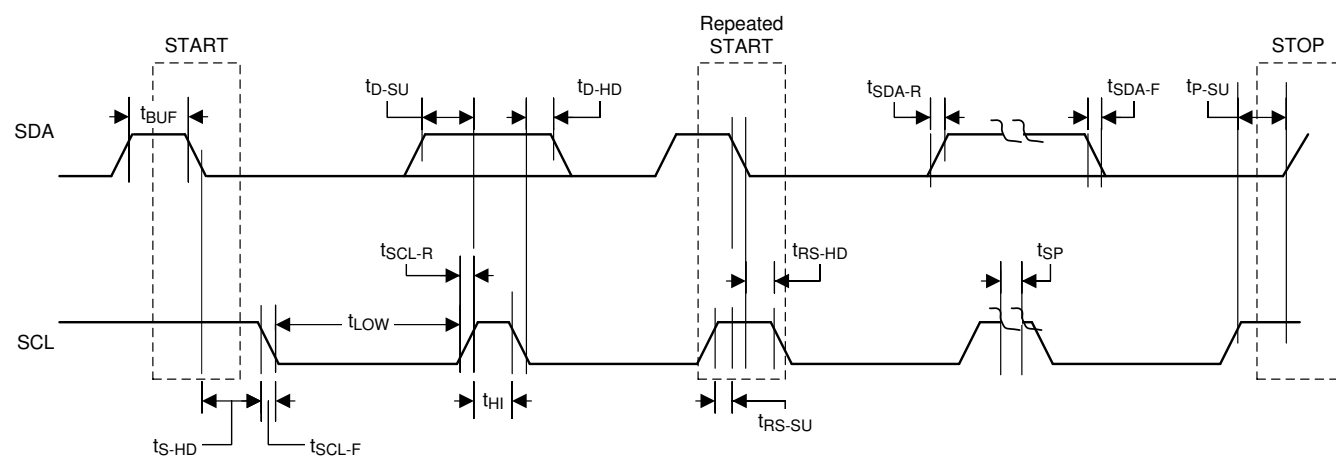 START
Repeated
START
STOP
tD-SU
tD-HD
tSDA-R
tSDA-F
tP-SU
tBUF
SDA
tSCL-R
tRS-HD
tSP
tLOW
SCL
tHI
tRS-SU
tS-HD
tSCL-F